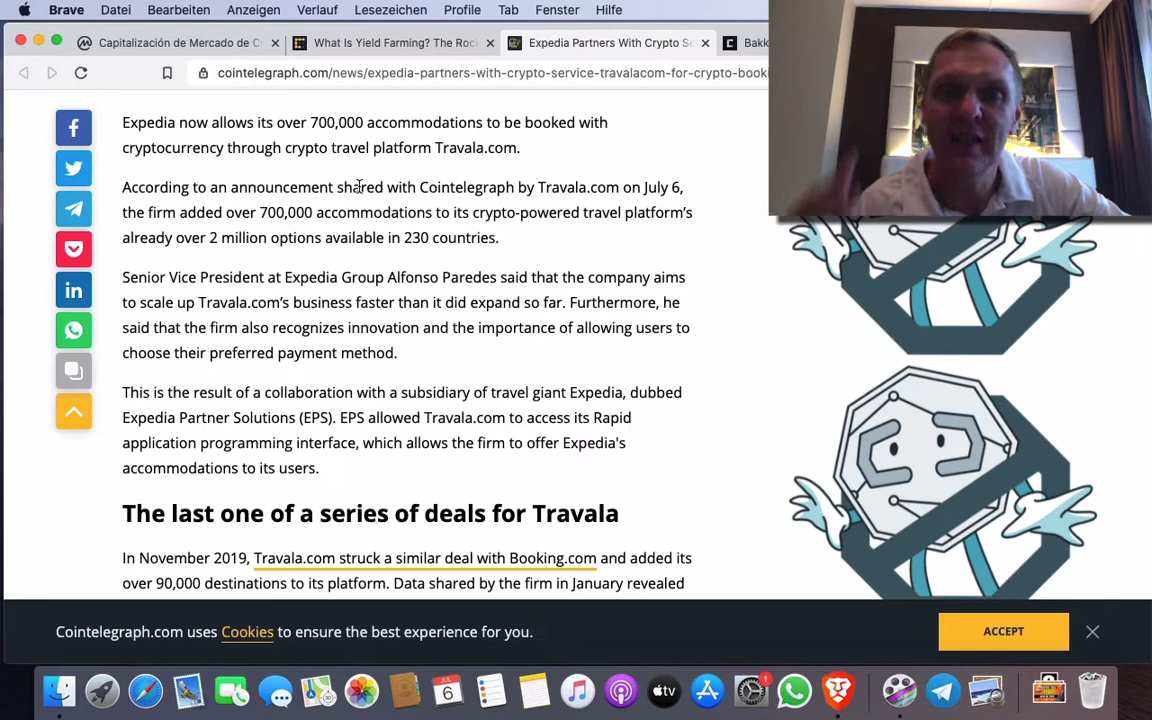 Brave Datei Bearbeiten Anzeigen Verlauf Lesezeichen Profile Tab Fenster Hilfe
Capitalización de Mercado de C What Is Yield Farming? The Rock Expedia Partners With Crypto Se Bakk
cointelegraph.com/news/expedia-partners-with-crypto-service-travalacom-for-crypto-booki
Expedia now allows its over 700,000 accommodations to be booked with
cryptocurrency through crypto travel platform Travala.com.
According to an announcement shared with Cointelegraph by Travala.com on July 6,
the firm added over 700,000 accommodations to its crypto-powered travel platform’s
already over 2 million options available in 230 countries.
Senior Vice President at Expedia Group Alfonso Paredes said that the company aims
to scale up Travala.com’s business faster than it did expand so far. Furthermore, he
said that the firm also recognizes innovation and the importance of allowing users to
choose their preferred payment method.
This is the result of a collaboration with a subsidiary of travel giant Expedia, dubbed
Expedia Partner Solutions (EPS). EPS allowed Travala.com to access its Rapid
application programming interface, which allows the firm to offer Expedia's
accommodations to its users.
The last one of a series of deals for Travala
In November 2019, Travala.com struck a similar deal with Booking.com and added its
over 90,000 destinations to its platform. Data shared by the firm in January revealed
Cointelegraph.com uses Cookies to ensure the best experience for you.
ACCEPT
JUL
6
tv
1